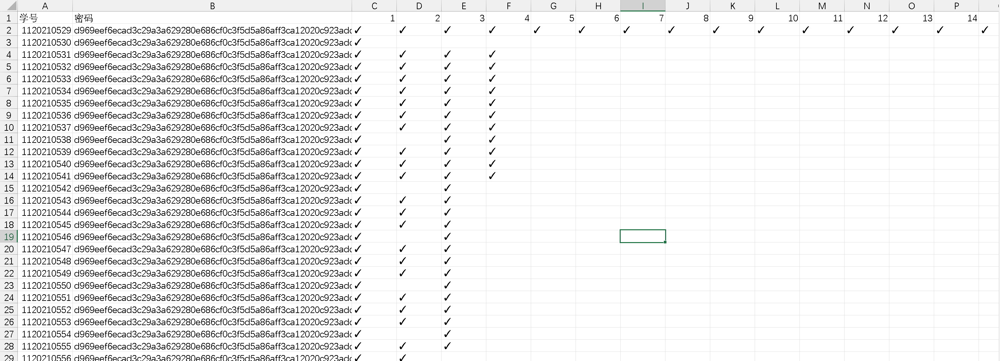 A B C D E F G H I J K L M N O P
1 学号 密码 1 2 3 4 5 6 7 8 9 10 11 12 13 14
2 1120210529 d969eef6ecad3c29a3a629280e686cf0c3f5d5a86aff3ca12020c923adc ✓ ✓ ✓ ✓ ✓ ✓ ✓ ✓ ✓ ✓ ✓ ✓ ✓ ✓ ✓
3 1120210530 d969eef6ecad3c29a3a629280e686cf0c3f5d5a86aff3ca12020c923adc ✓
4 1120210531 d969eef6ecad3c29a3a629280e686cf0c3f5d5a86aff3ca12020c923adc ✓ ✓ ✓ ✓
5 1120210532 d969eef6ecad3c29a3a629280e686cf0c3f5d5a86aff3ca12020c923adc ✓ ✓ ✓ ✓
6 1120210533 d969eef6ecad3c29a3a629280e686cf0c3f5d5a86aff3ca12020c923adc ✓ ✓ ✓ ✓
7 1120210534 d969eef6ecad3c29a3a629280e686cf0c3f5d5a86aff3ca12020c923adc ✓ ✓ ✓ ✓
8 1120210535 d969eef6ecad3c29a3a629280e686cf0c3f5d5a86aff3ca12020c923adc ✓ ✓ ✓ ✓
9 1120210536 d969eef6ecad3c29a3a629280e686cf0c3f5d5a86aff3ca12020c923adc ✓ ✓ ✓ ✓
10 1120210537 d969eef6ecad3c29a3a629280e686cf0c3f5d5a86aff3ca12020c923adc ✓ ✓ ✓ ✓
11 1120210538 d969eef6ecad3c29a3a629280e686cf0c3f5d5a86aff3ca12020c923adc ✓ ✓ ✓
12 1120210539 d969eef6ecad3c29a3a629280e686cf0c3f5d5a86aff3ca12020c923adc ✓ ✓ ✓ ✓
13 1120210540 d969eef6ecad3c29a3a629280e686cf0c3f5d5a86aff3ca12020c923adc ✓ ✓ ✓ ✓
14 1120210541 d969eef6ecad3c29a3a629280e686cf0c3f5d5a86aff3ca12020c923adc ✓ ✓ ✓ ✓
15 1120210542 d969eef6ecad3c29a3a629280e686cf0c3f5d5a86aff3ca12020c923adc ✓ ✓
16 1120210543 d969eef6ecad3c29a3a629280e686cf0c3f5d5a86aff3ca12020c923adc ✓ ✓ ✓
17 1120210544 d969eef6ecad3c29a3a629280e686cf0c3f5d5a86aff3ca12020c923adc ✓ ✓ ✓
18 1120210545 d969eef6ecad3c29a3a629280e686cf0c3f5d5a86aff3ca12020c923adc ✓ ✓ ✓
19 1120210546 d969eef6ecad3c29a3a629280e686cf0c3f5d5a86aff3ca12020c923adc ✓ ✓
20 1120210547 d969eef6ecad3c29a3a629280e686cf0c3f5d5a86aff3ca12020c923adc ✓ ✓ ✓
21 1120210548 d969eef6ecad3c29a3a629280e686cf0c3f5d5a86aff3ca12020c923adc ✓ ✓ ✓
22 1120210549 d969eef6ecad3c29a3a629280e686cf0c3f5d5a86aff3ca12020c923adc ✓ ✓ ✓
23 1120210550 d969eef6ecad3c29a3a629280e686cf0c3f5d5a86aff3ca12020c923adc ✓ ✓
24 1120210551 d969eef6ecad3c29a3a629280e686cf0c3f5d5a86aff3ca12020c923adc ✓ ✓ ✓
25 1120210552 d969eef6ecad3c29a3a629280e686cf0c3f5d5a86aff3ca12020c923adc ✓ ✓ ✓
26 1120210553 d969eef6ecad3c29a3a629280e686cf0c3f5d5a86aff3ca12020c923adc ✓ ✓ ✓
27 1120210554 d969eef6ecad3c29a3a629280e686cf0c3f5d5a86aff3ca12020c923adc ✓ ✓
28 1120210555 d969eef6ecad3c29a3a629280e686cf0c3f5d5a86aff3ca12020c923adc ✓ ✓ ✓
29 1120210556 d969eef6ecad3c29a3a629280e686cf0c3f5d5a86aff3ca12020c923adc ✓ ✓